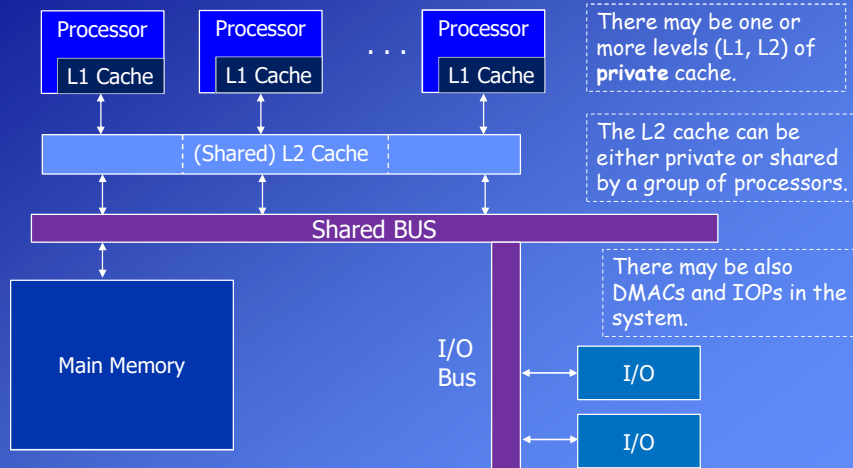 Processor
L1 Cache
Processor
L1 Cache
. . .
Processor
L1 Cache
There may be one or
more levels (L1, L2) of
private cache.
(Shared) L2 Cache
The L2 cache can be
either private or shared
by a group of processors.
Shared BUS
There may be also
DMACs and IOPs in the
system.
Main Memory
I/O
Bus
I/O
I/O